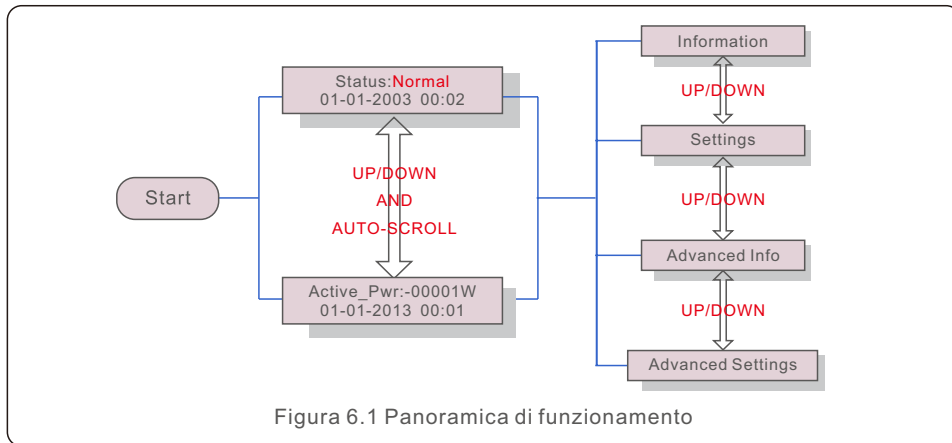 Start
Status:Normal
01-01-2003 00:02
UP/DOWN
AND
AUTO-SCROLL
Active_Pwr:-00001W
01-01-2013 00:01
Information
UP/DOWN
Settings
UP/DOWN
Advanced Info
UP/DOWN
Advanced Settings
Figura 6.1 Panoramica di funzionamento